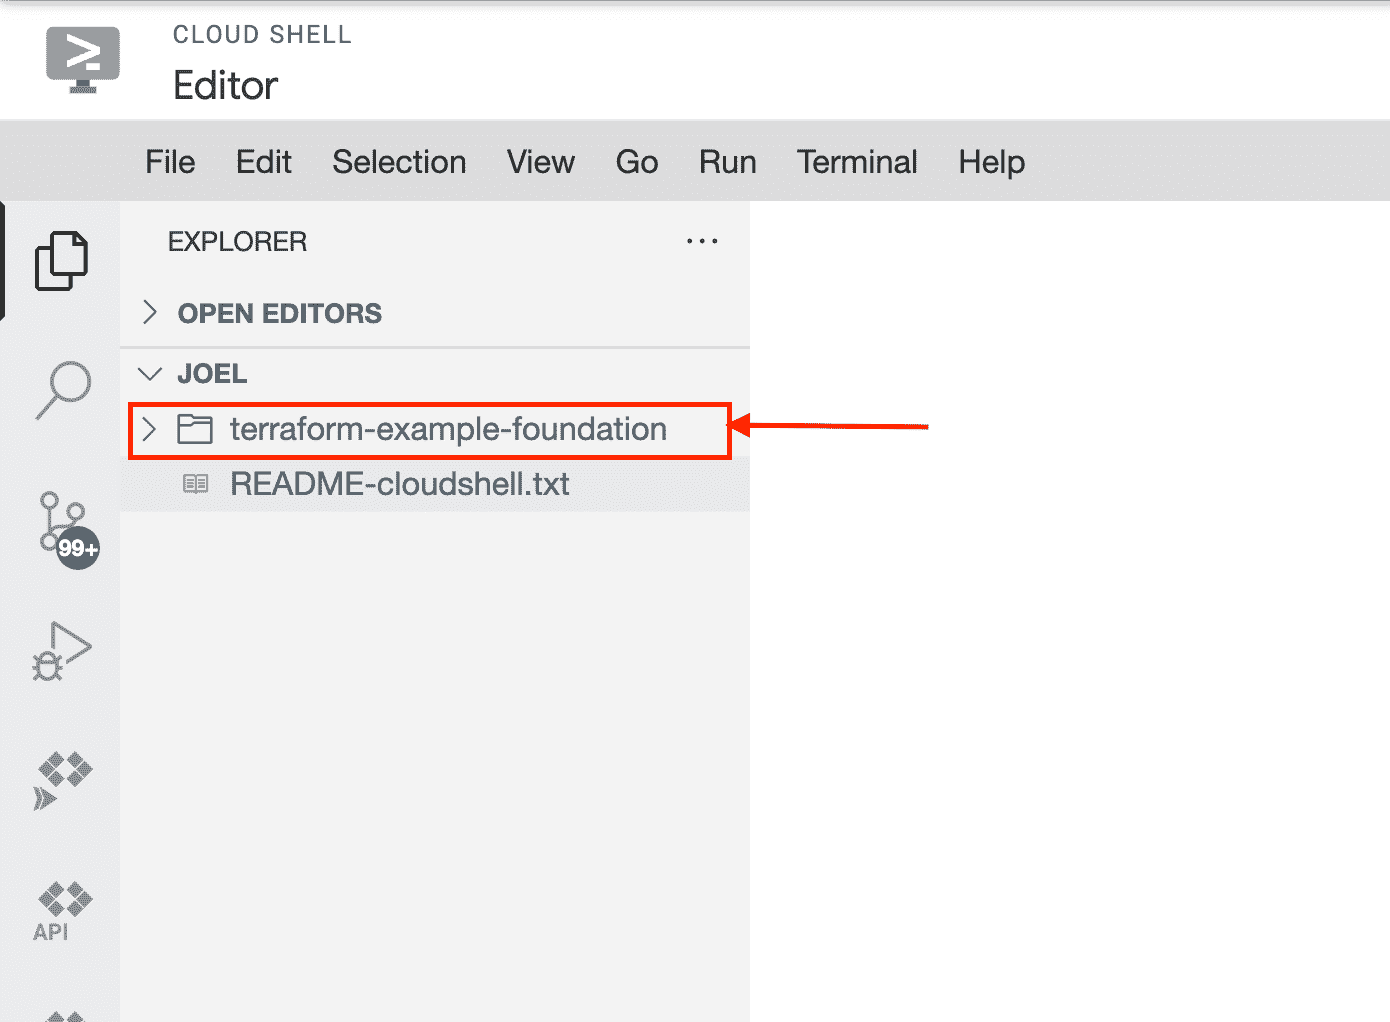 CLOUD SHELL
Editor
File Edit Selection View Go Run Terminal Help
EXPLORER
OPEN EDITORS
JOEL
terraform-example-foundation
README-cloudshell.txt
99+
API